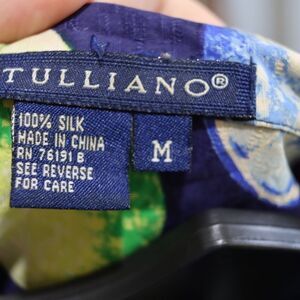 TULLIANO®
100% SILK
MADE IN CHINA
RN 76191 B
SEE REVERSE
FOR CARE
M